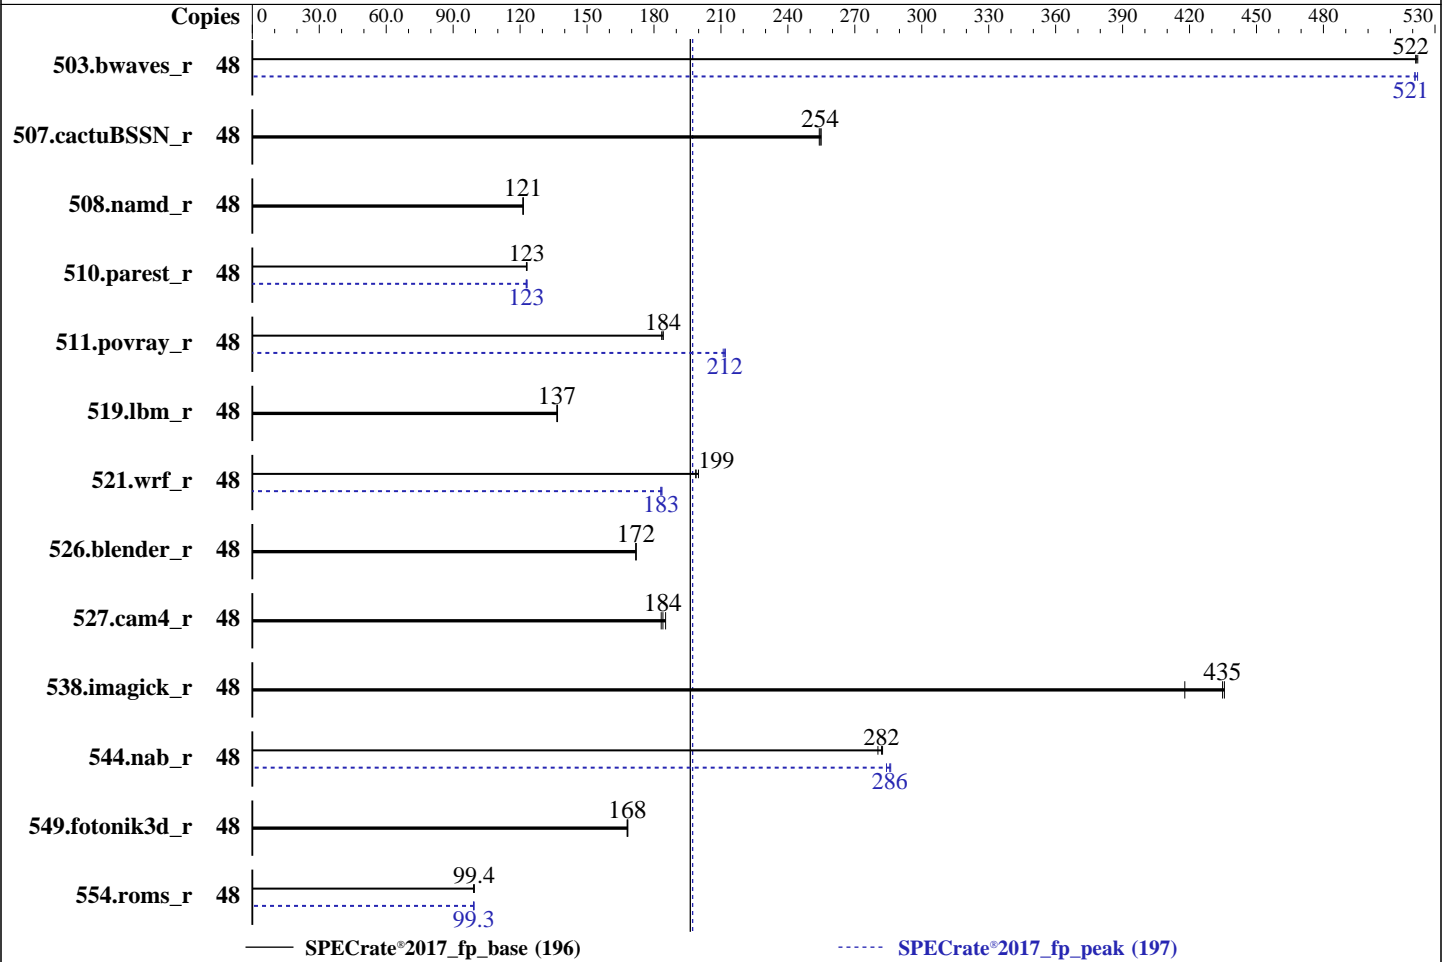 Copies 0 30.0 60.0 90.0 120 150 180 210 240 270 300 330 360 390 420 450 480 530
503.bwaves_r 48 522
521
507.cactuBSSN_r 48 254
508.namd_r 48 121
510.parest_r 48 123
123
511.povray_r 48 184
212
519.lbm_r 48 137
521.wrf_r 48 199
183
526.blender_r 48 172
527.cam4_r 48 184
538.imagick_r 48 435
544.nab_r 48 282
286
549.fotonik3d_r 48 168
554.roms_r 48 99.4
99.3
SPECrate®2017_fp_base (196) SPECrate®2017_fp_peak (197)